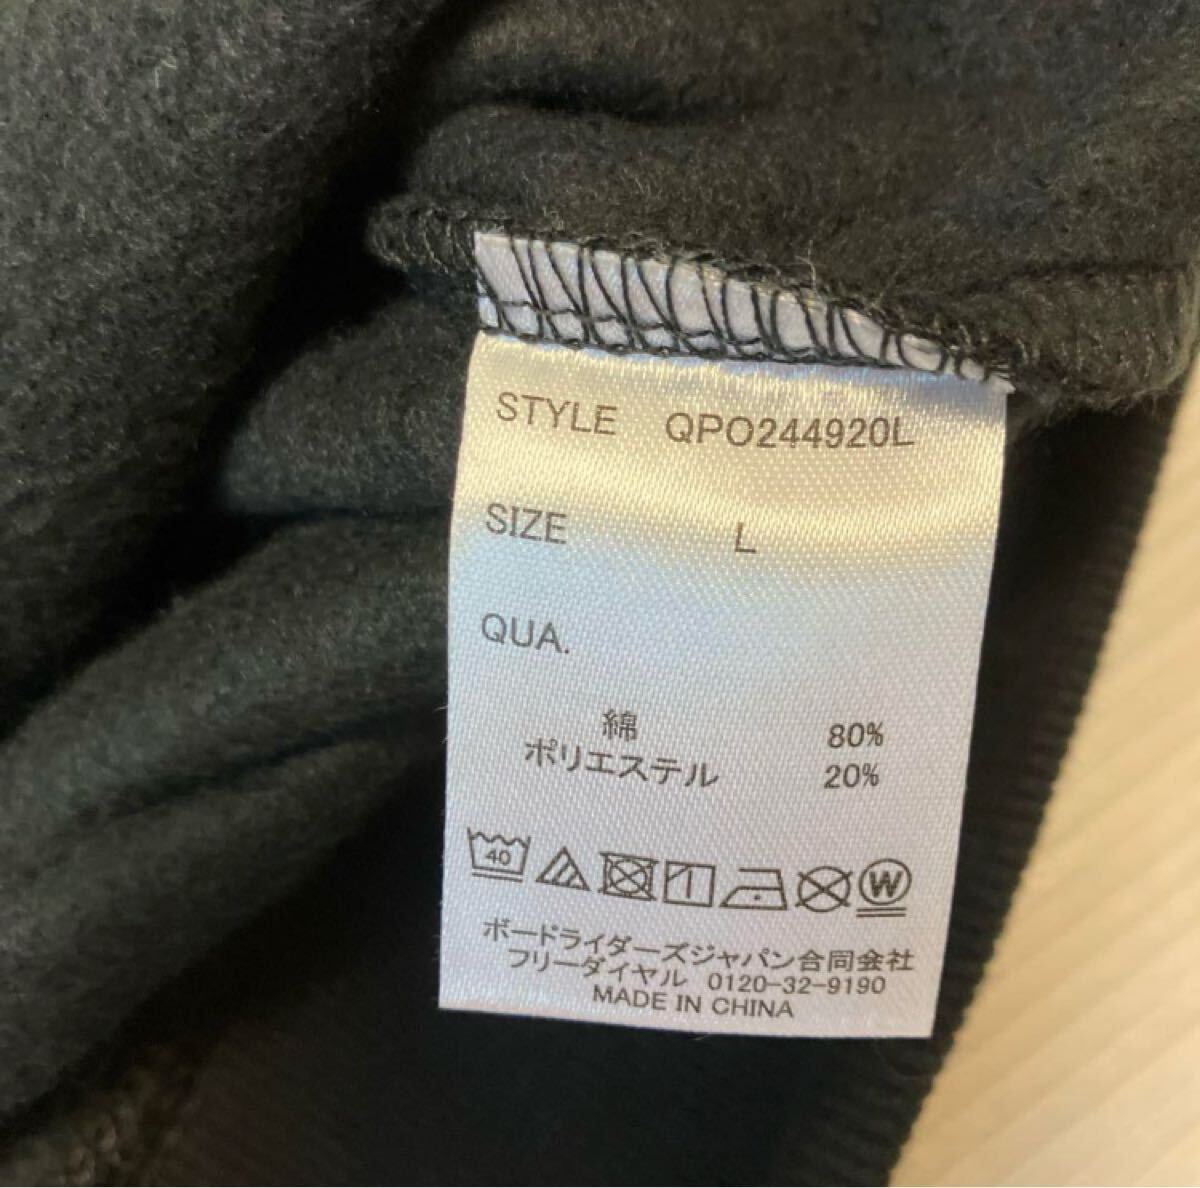 STYLE QPO244920L
SIZE L
QUA.
綿 80%
ポリエステル 20%
40 W
ボードライダーズジャパン合同会社
フリーダイヤル 0120-32-9190
MADE IN CHINA